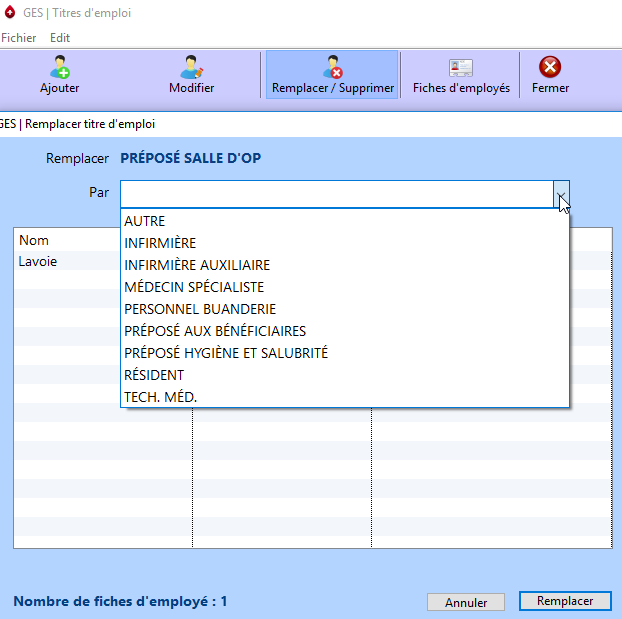 GES | Titres d'emploi
Fichier Edit
Ajouter Modifier Remplacer / Supprimer Fiches d'employés Fermer
GES | Remplacer titre d'emploi
Remplacer PRÉPOSÉ SALLE D'OP
Par
AUTRE
INFIRMIÈRE
INFIRMIÈRE AUXILIAIRE
MÉDECIN SPÉCIALISTE
PERSONNEL BUANDERIE
PRÉPOSÉ AUX BÉNÉFICIAIRES
PRÉPOSÉ HYGIÈNE ET SALUBRITÉ
RÉSIDENT
TECH. MÉD.
Nom
Lavoie
Nombre de fiches d'employé : 1
Annuler Remplacer